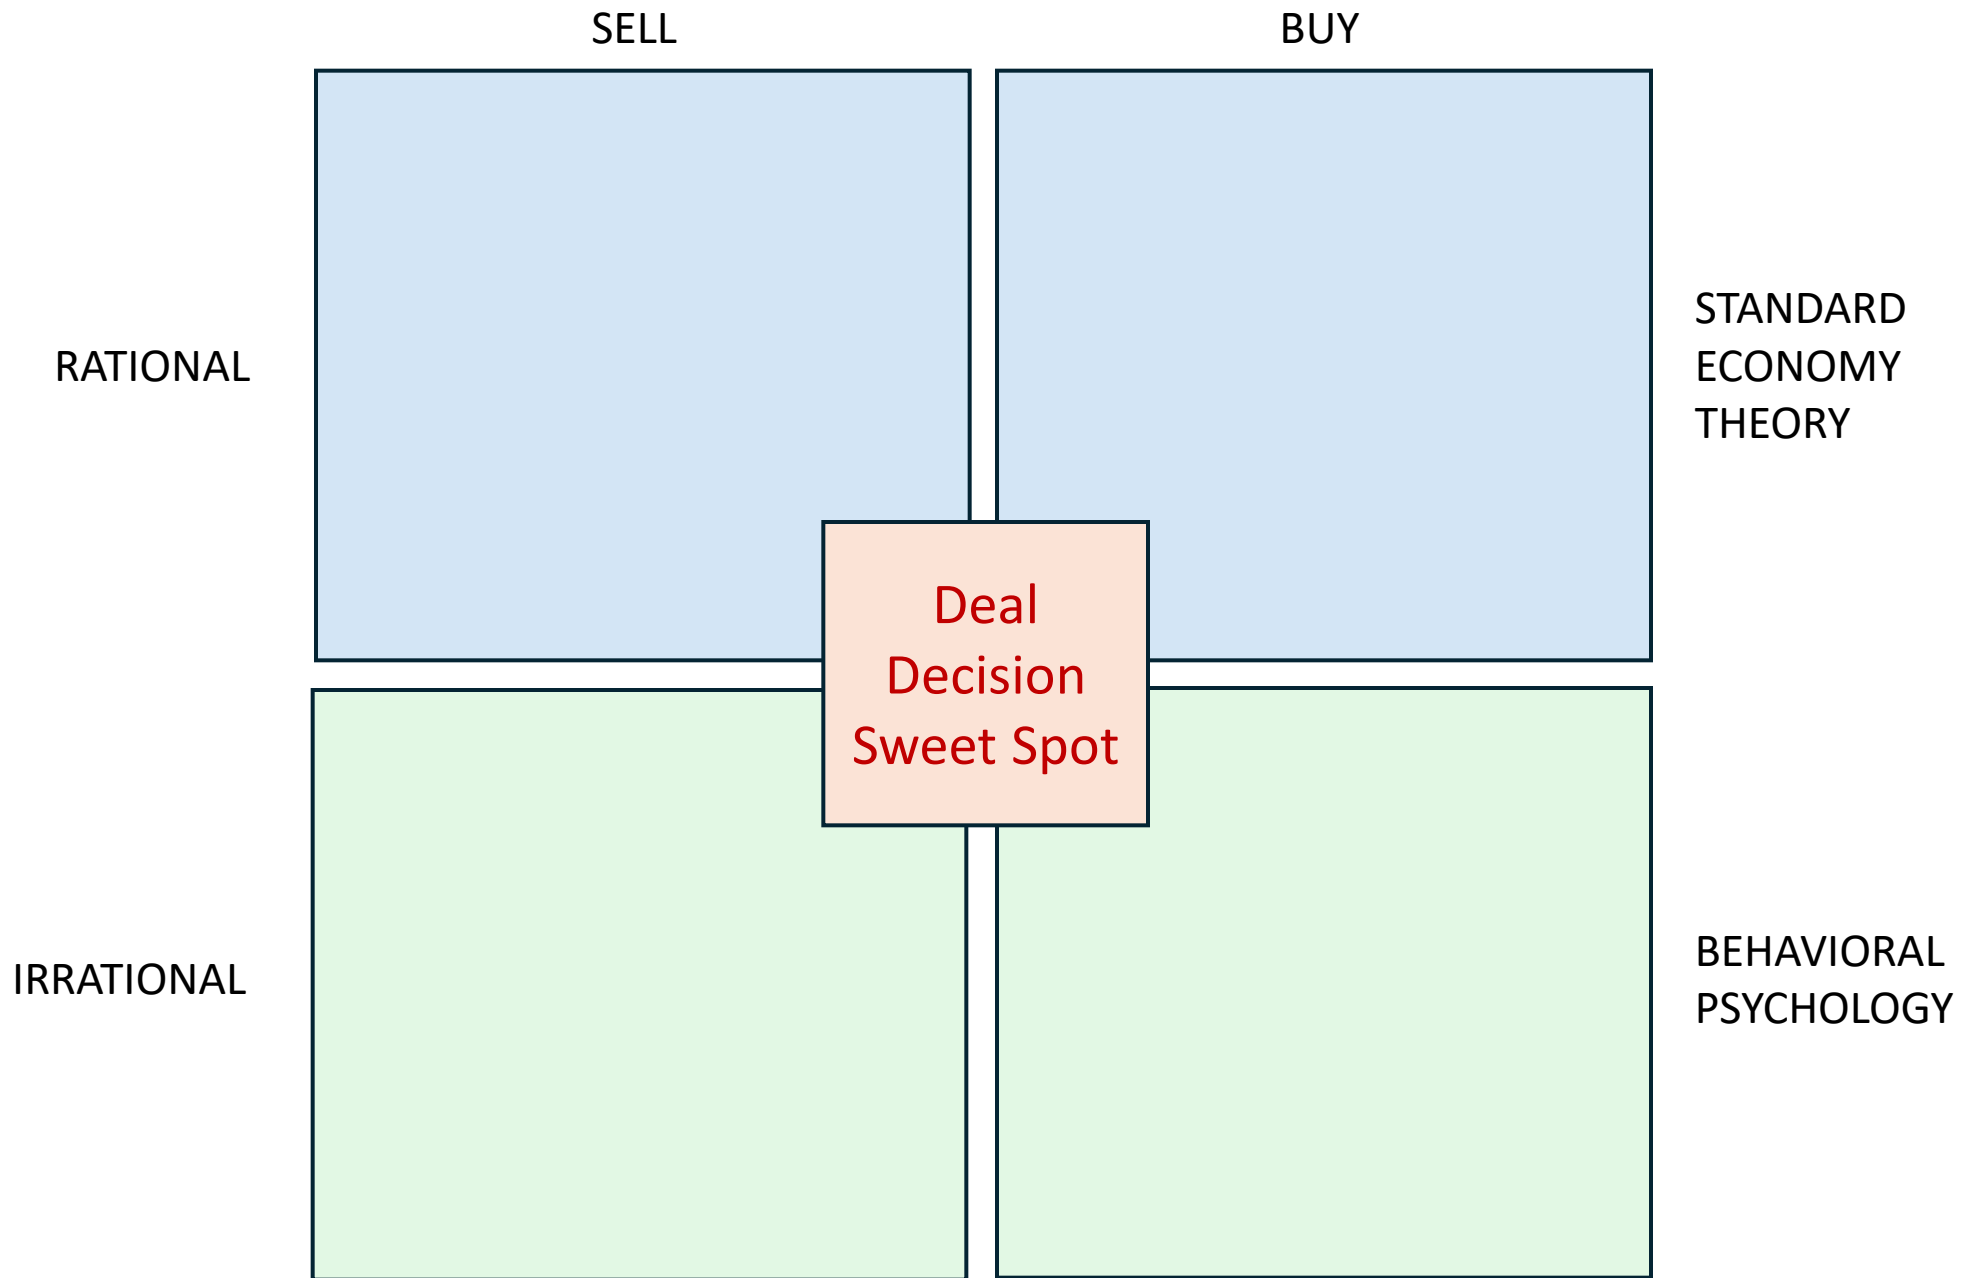 SELL
BUY
RATIONAL
STANDARD
ECONOMY
THEORY
Deal
Decision
Sweet Spot
IRRATIONAL
BEHAVIORAL
PSYCHOLOGY